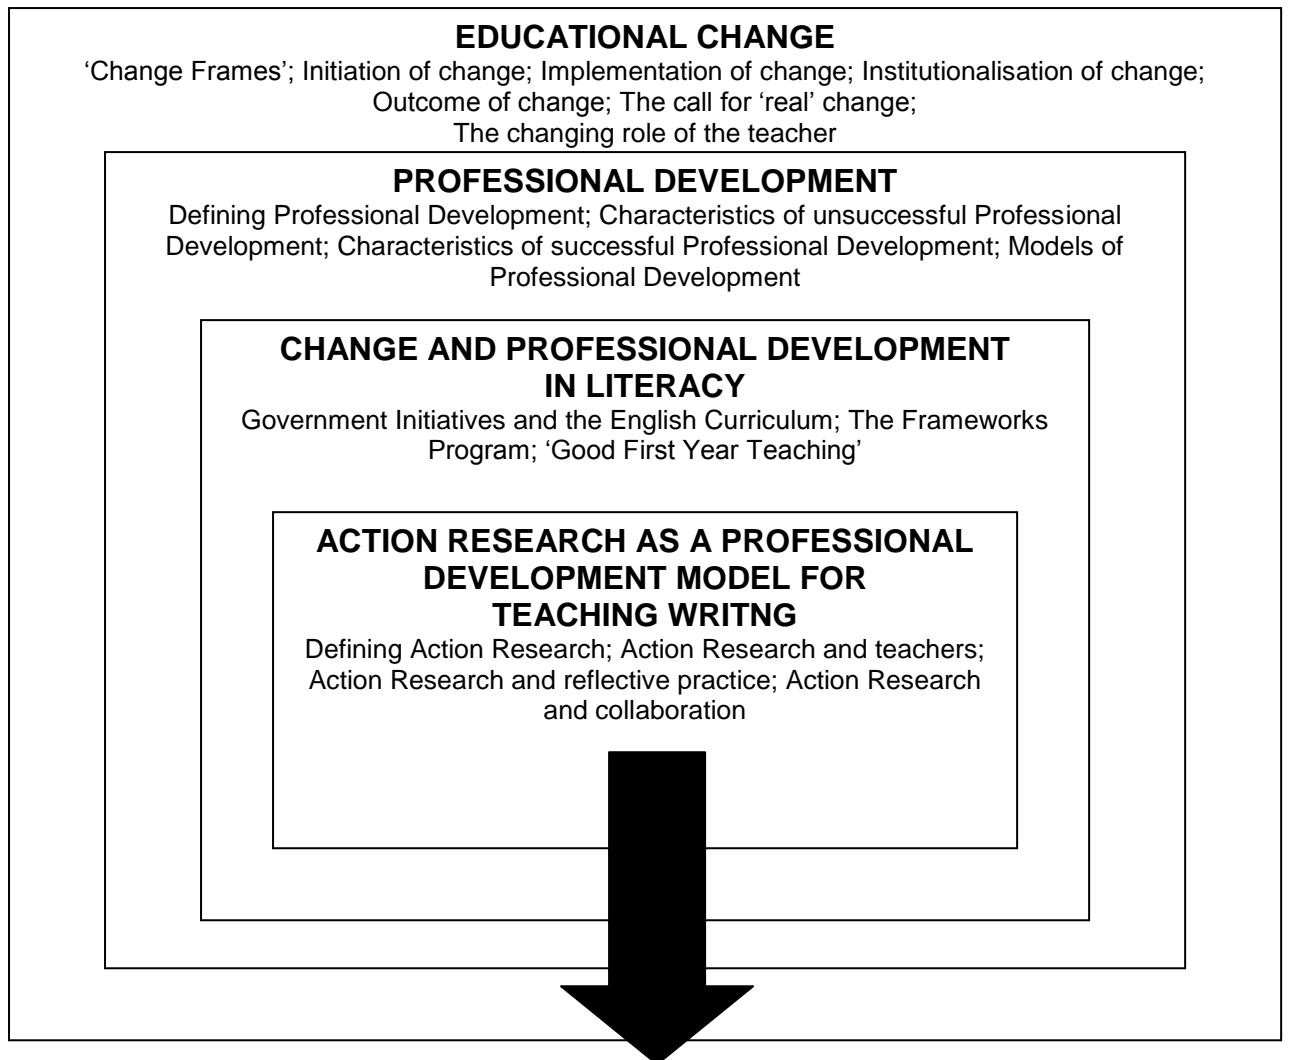 EDUCATIONAL CHANGE
‘Change Frames’; Initiation of change; Implementation of change; Institutionalisation of change;
Outcome of change; The call for ‘real’ change;
The changing role of the teacher
PROFESSIONAL DEVELOPMENT
Defining Professional Development; Characteristics of unsuccessful Professional
Development; Characteristics of successful Professional Development; Models of
Professional Development
CHANGE AND PROFESSIONAL DEVELOPMENT
IN LITERACY
Government Initiatives and the English Curriculum; The Frameworks
Program; ‘Good First Year Teaching’
ACTION RESEARCH AS A PROFESSIONAL
DEVELOPMENT MODEL FOR
TEACHING WRITNG
Defining Action Research; Action Research and teachers;
Action Research and reflective practice; Action Research
and collaboration